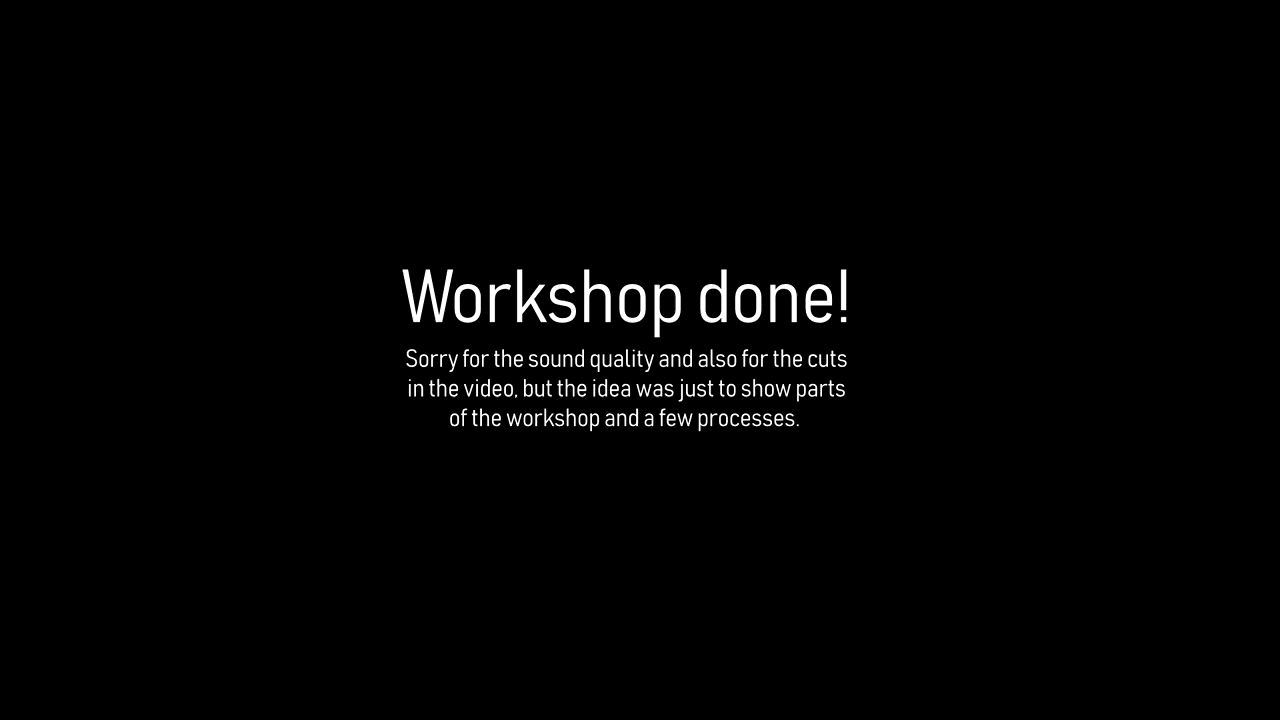 Workshop done!
Sorry for the sound quality and also for the cuts
in the video, but the idea was just to show parts
of the workshop and a few processes.